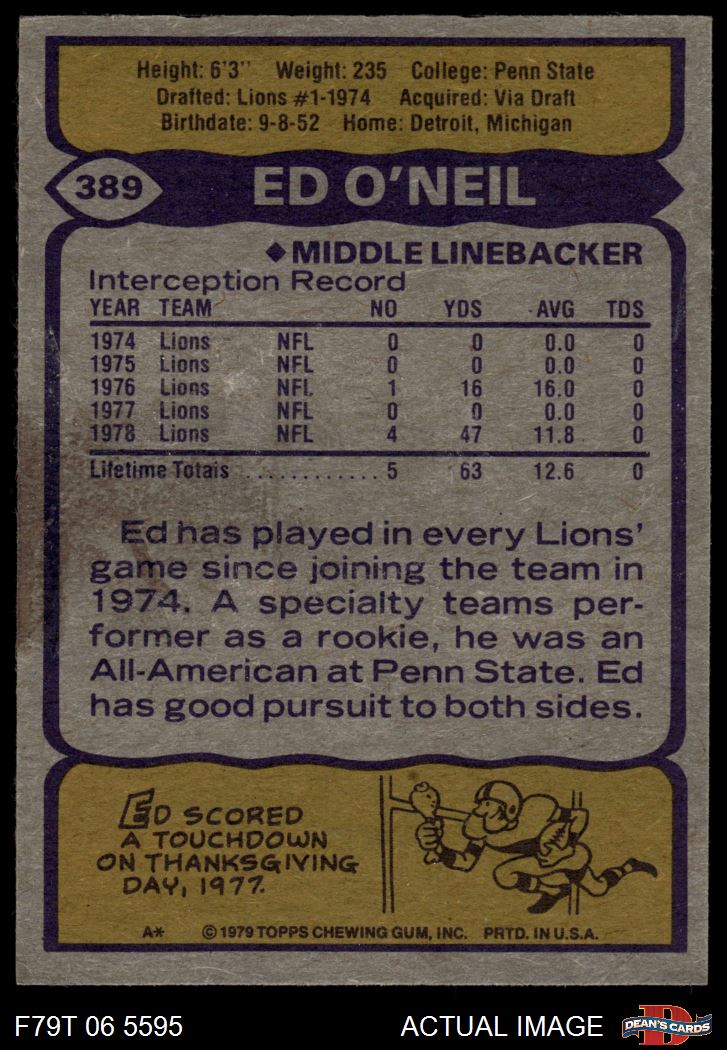 Height: 6'3" Weight: 235 College: Penn State
Drafted: Lions #1-1974 Acquired: Via Draft
Birthdate: 9-8-52 Home: Detroit, Michigan
389 ED O'NEIL
◆ MIDDLE LINEBACKER
Interception Record
YEAR TEAM NO YDS AVG TDS
1974 Lions NFL 0 0 0.0 0
1975 Lions NFL 0 0 0.0 0
1976 Lions NFL 1 16 16.0 0
1977 Lions NFL 0 0 0.0 0
1978 Lions NFL 4 47 11.8 0
Lifetime Totals ............ 5 63 12.6 0
Ed has played in every Lions'
game since joining the team in
1974. A specialty teams per-
former as a rookie, he was an
All-American at Penn State. Ed
has good pursuit to both sides.
ED SCORED
A TOUCHDOWN
ON THANKSGIVING
DAY, 1977.
A* © 1979 TOPPS CHEWING GUM, INC. PRTD. IN U.S.A.
F79T 06 5595 ACTUAL IMAGE D DEAN'S CARDS